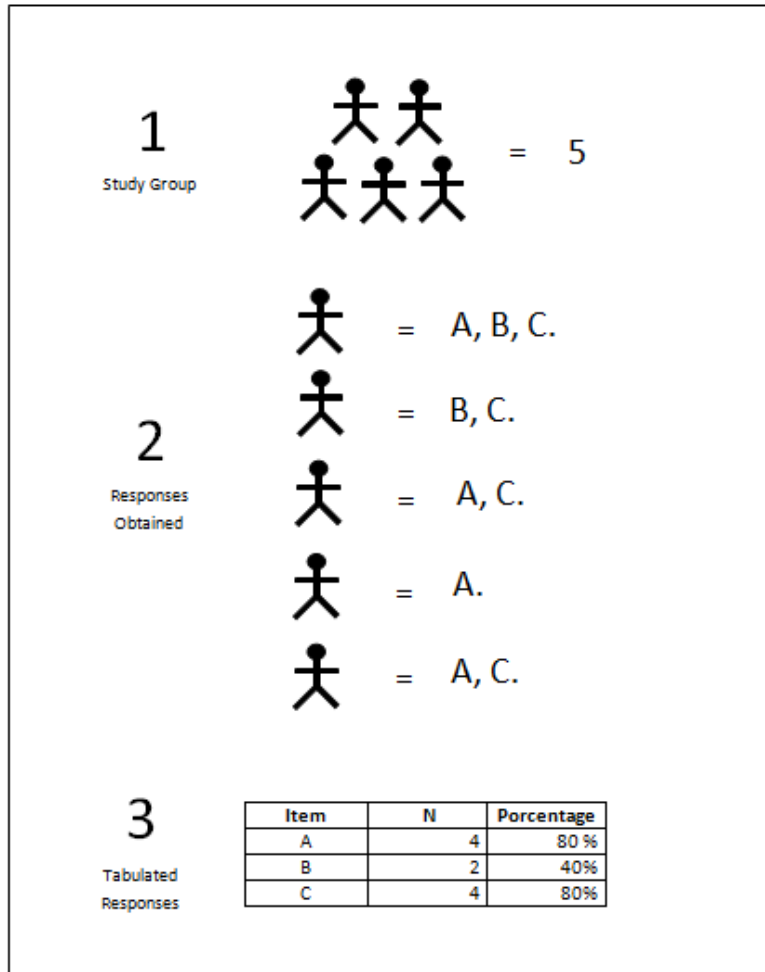 1
Study Group
= 5
= A, B, C.
= B, C.
2
Responses
Obtained
= A, C.
= A.
= A, C.
3
Tabulated
Responses
Item N Porcentage
A 4 80 %
B 2 40%
C 4 80%